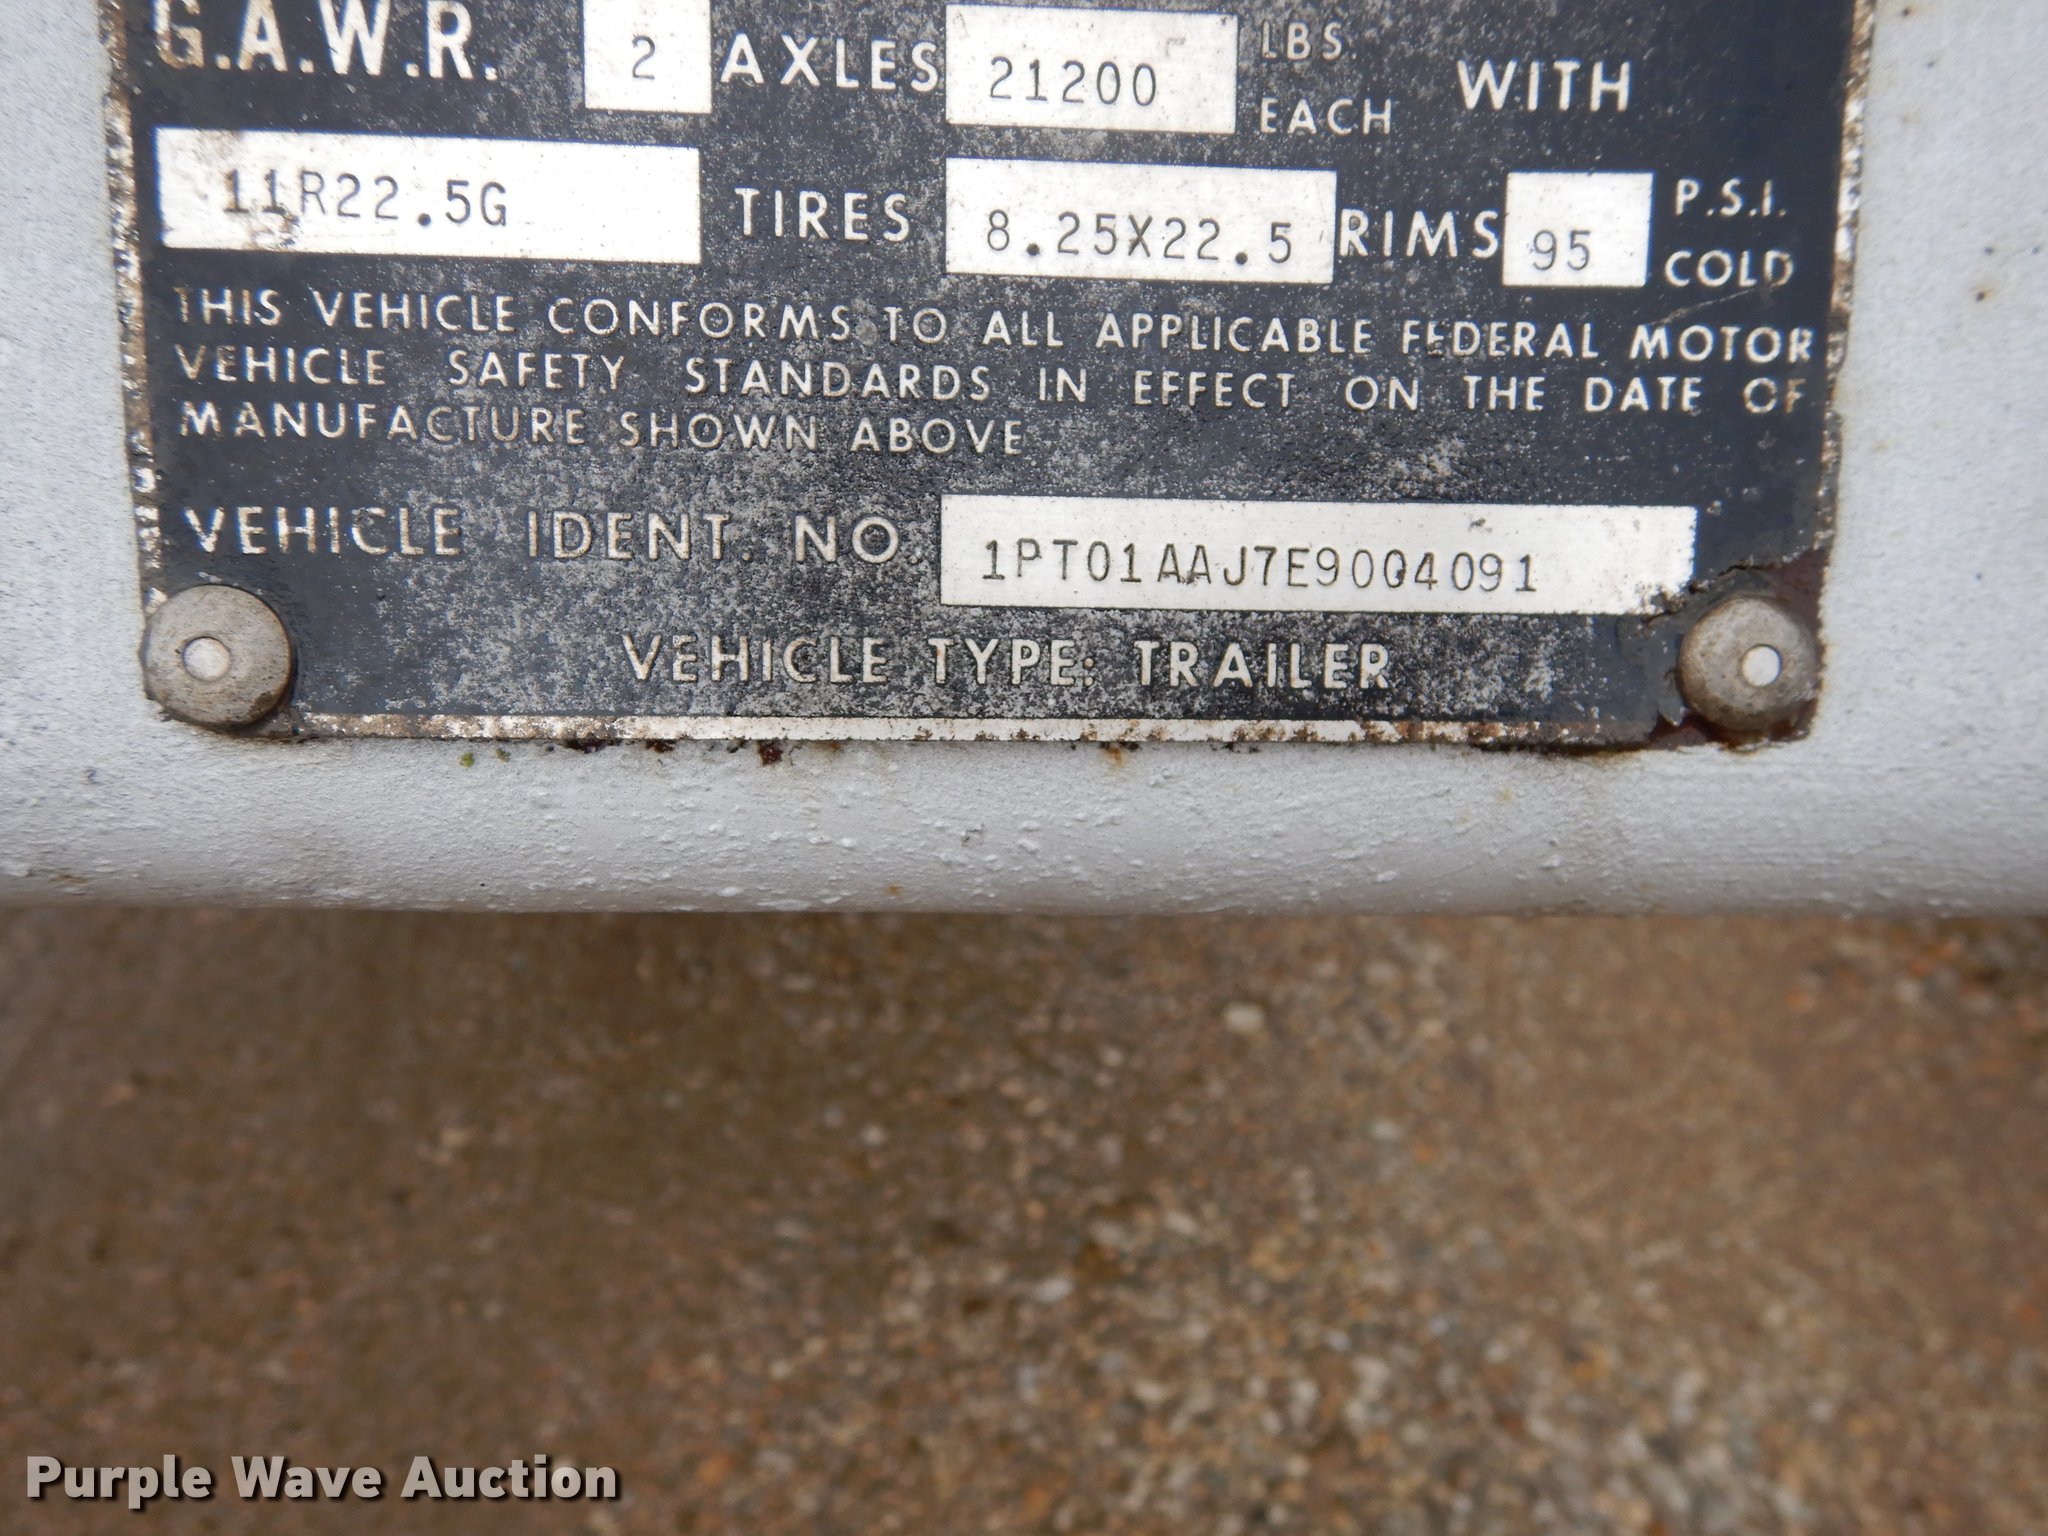 G.A.W.R. 2 AXLES 21200 LBS. EACH WITH
11R22.5G TIRES 8.25X22.5 RIMS 95 P.S.I. COLD
THIS VEHICLE CONFORMS TO ALL APPLICABLE FEDERAL MOTOR
VEHICLE SAFETY STANDARDS IN EFFECT ON THE DATE OF
MANUFACTURE SHOWN ABOVE
VEHICLE IDENT. NO. 1PT01AAJ7E9004091
VEHICLE TYPE: TRAILER
Purple Wave Auction